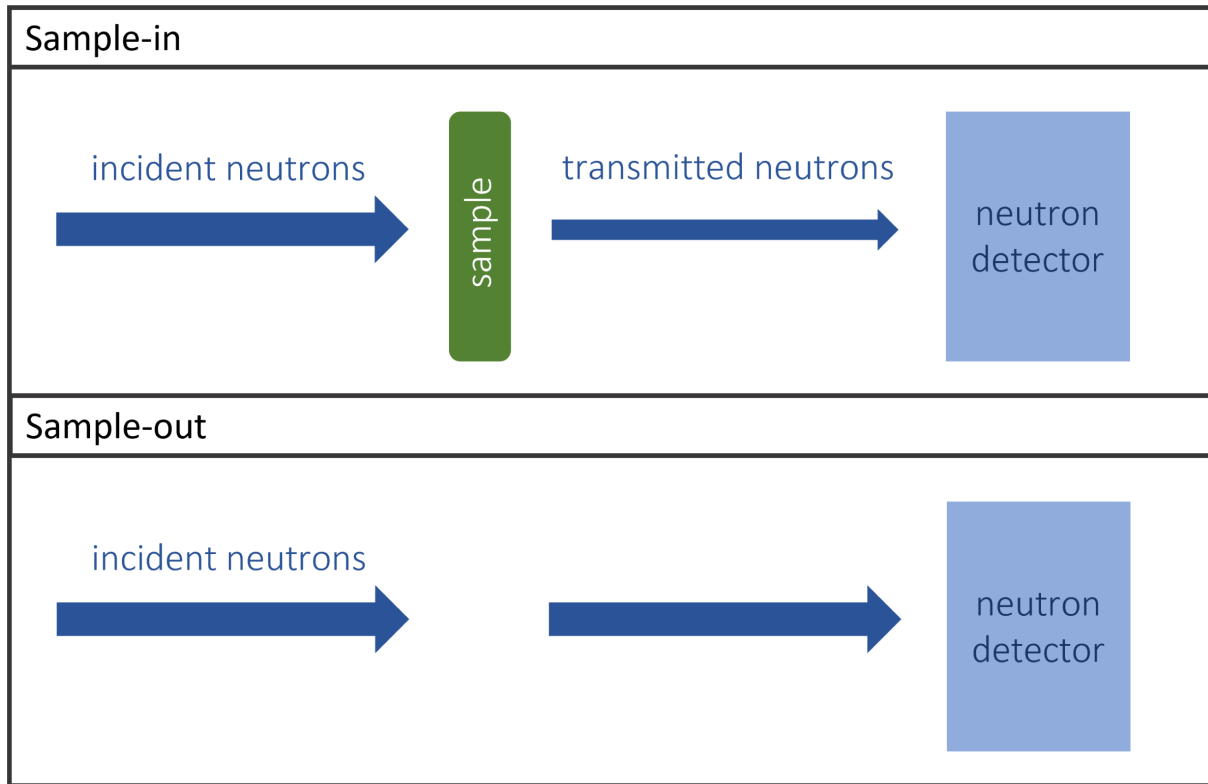 Sample-in
incident neutrons
sample
transmitted neutrons
neutron
detector
Sample-out
incident neutrons
neutron
detector